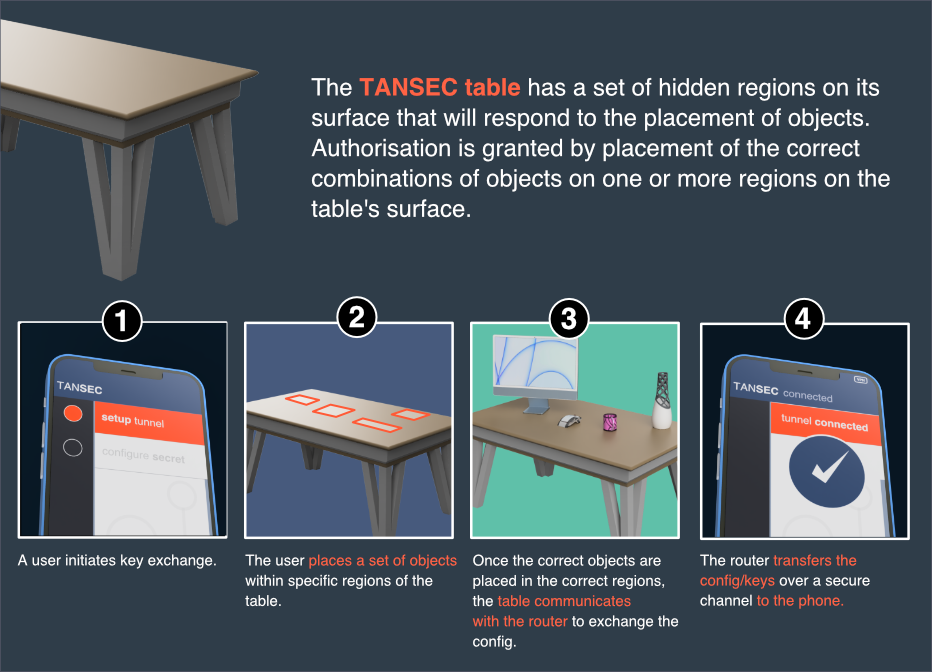 The TANSEC table has a set of hidden regions on its
surface that will respond to the placement of objects.
Authorisation is granted by placement of the correct
combinations of objects on one or more regions on the
table's surface.
1
TANSEC
setup tunnel
configure secret
A user initiates key exchange.
2
The user places a set of objects
within specific regions of the
table.
3
Once the correct objects are
placed in the correct regions,
the table communicates
with the router to exchange the
config.
4
TANSEC connected
tunnel connected
The router transfers the
config/keys over a secure
channel to the phone.